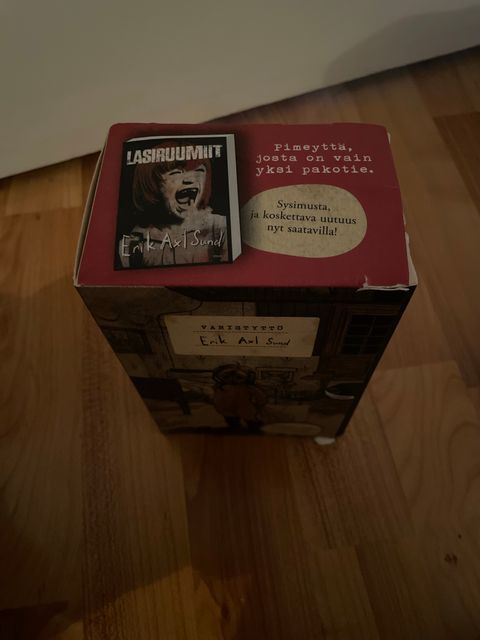 LASIRUUMIIT
Erik Axl Sund
Pimeyttä,
josta on vain
yksi pakotie.
Sysimusta,
ja koskettava uutuus
nyt saatavilla!
VARISTYTTÖ
Erik Axl Sund